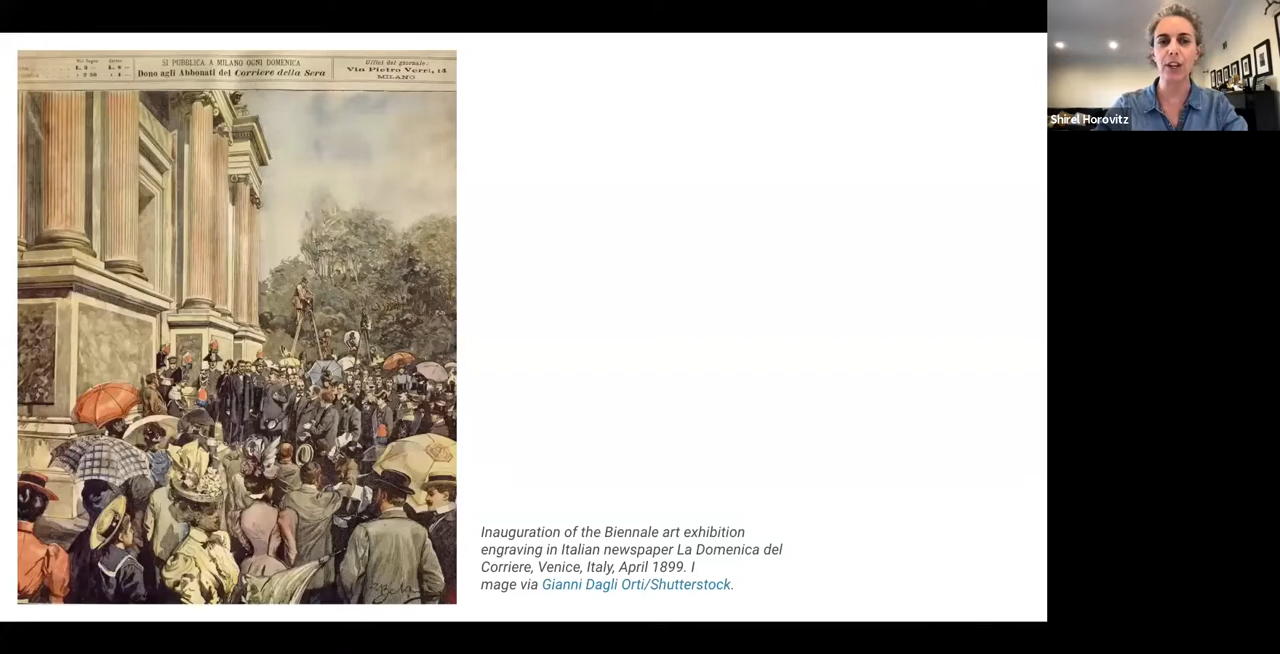 SI PUBBLICA A MILANO OGNI DOMENICA
Dono agli Abbonati del Corriere della Sera
Uffici del giornale:
Via Pietro Verri, 14
MILANO
Shirel Horovitz
Inauguration of the Biennale art exhibition
engraving in Italian newspaper La Domenica del
Corriere, Venice, Italy, April 1899. I
mage via Gianni Dagli Orti/Shutterstock.